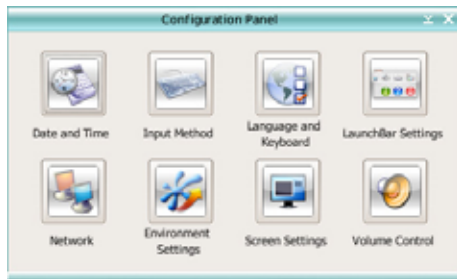 Configuration Panel
Date and Time
Input Method
Language and
Keyboard
LaunchBar Settings
Network
Environment
Settings
Screen Settings
Volume Control